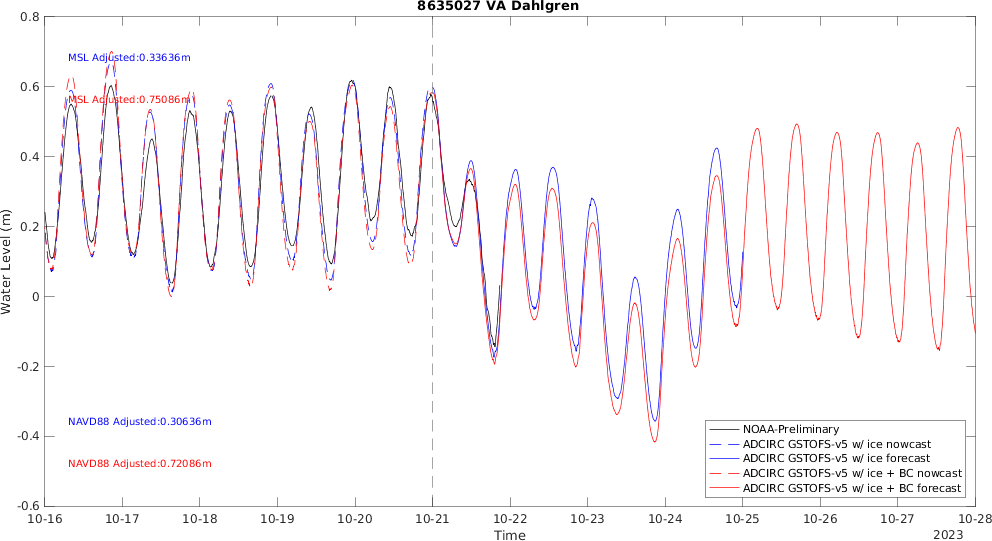 8635027 VA Dahlgren
0.8
0.6
0.4
0.2
0
-0.2
-0.4
-0.6
Water Level (m)
MSL Adjusted:0.33636m
MSL Adjusted:0.75086m
NAVD88 Adjusted:0.30636m
NAVD88 Adjusted:0.72086m
NOAA-Preliminary
ADCIRC GSTOFS-v5 w/ ice nowcast
ADCIRC GSTOFS-v5 w/ ice forecast
ADCIRC GSTOFS-v5 w/ ice + BC nowcast
ADCIRC GSTOFS-v5 w/ ice + BC forecast
10-16 10-17 10-18 10-19 10-20 10-21 10-22 10-23 10-24 10-25 10-26 10-27 10-28
Time
2023